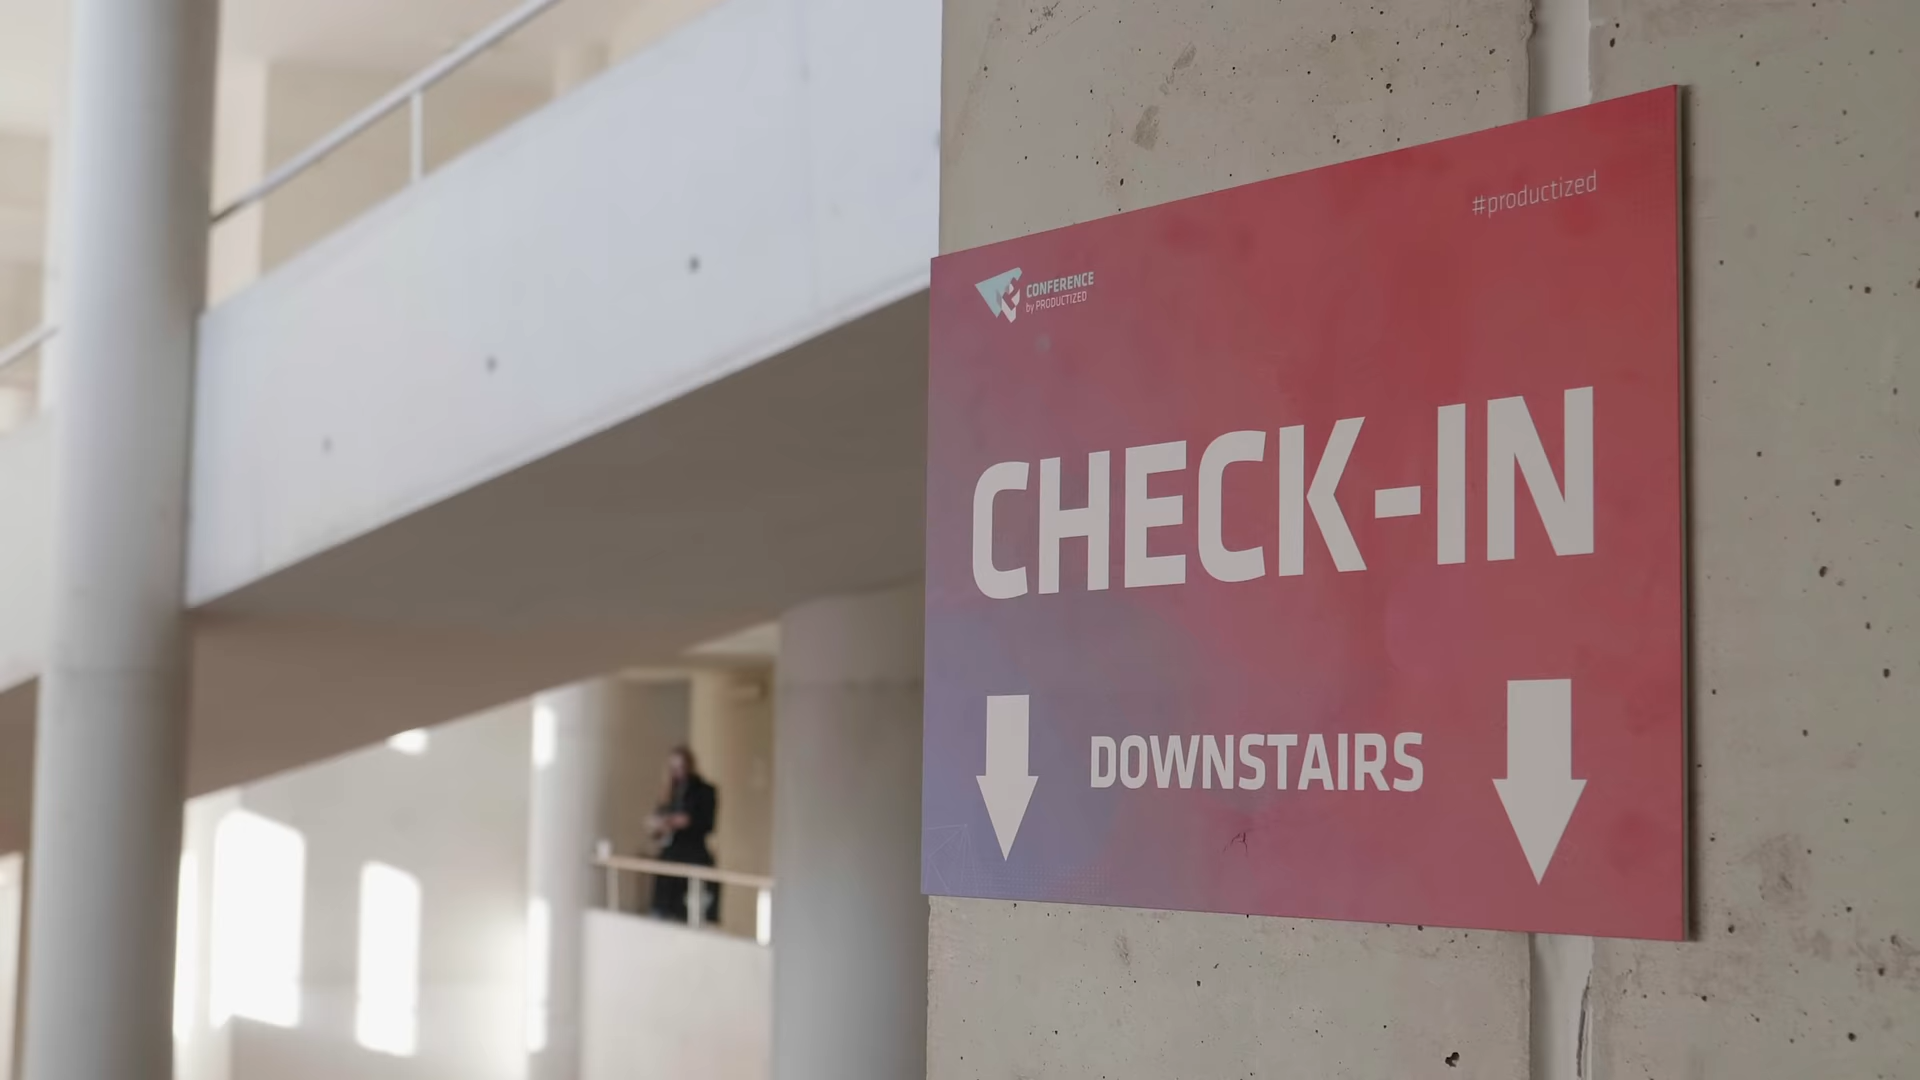 #productized
CONFERENCE
by PRODUCTIZED
CHECK-IN
DOWNSTAIRS